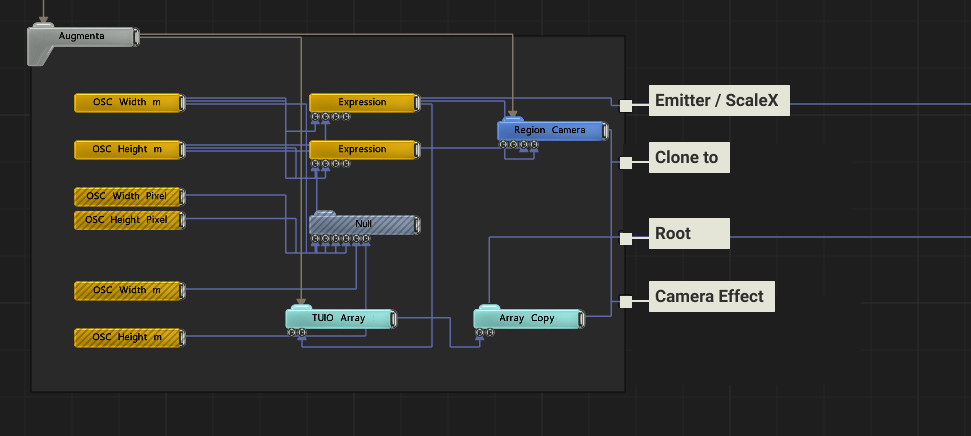 Augmenta
OSC Width m
Expression
Emitter / ScaleX
Region Camera
OSC Height m
Expression
Clone to
OSC Width Pixel
OSC Height Pixel
Null
Root
OSC Width m
Camera Effect
TUIO Array
Array Copy
OSC Height m